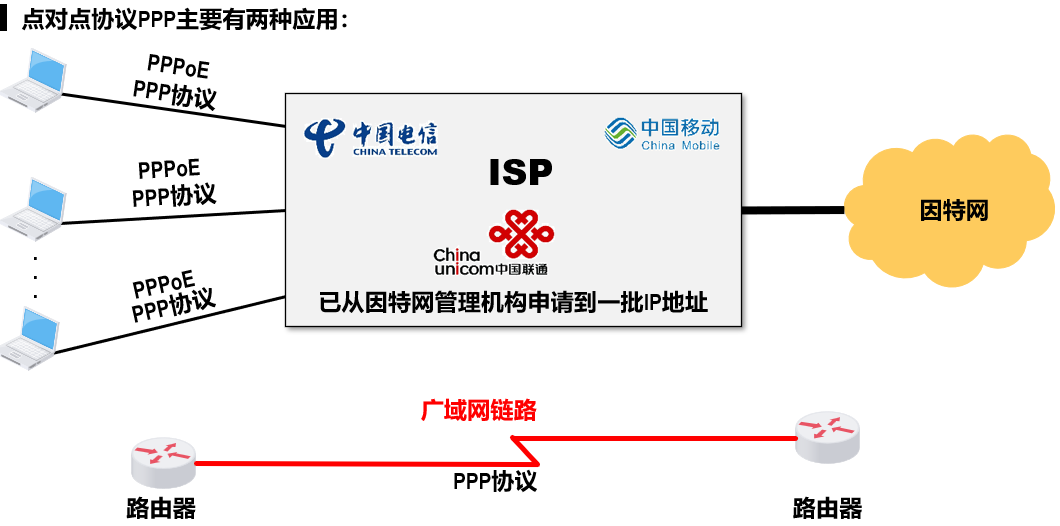 点对点协议PPP主要有两种应用：
PPPoE
PPP协议
中国电信
CHINA TELECOM
中国移动
China Mobile
ISP
PPPoE
PPP协议
因特网
China
unicom中国联通
PPPoE
PPP协议
已从因特网管理机构申请到一批IP地址
广域网链路
PPP协议
路由器
路由器